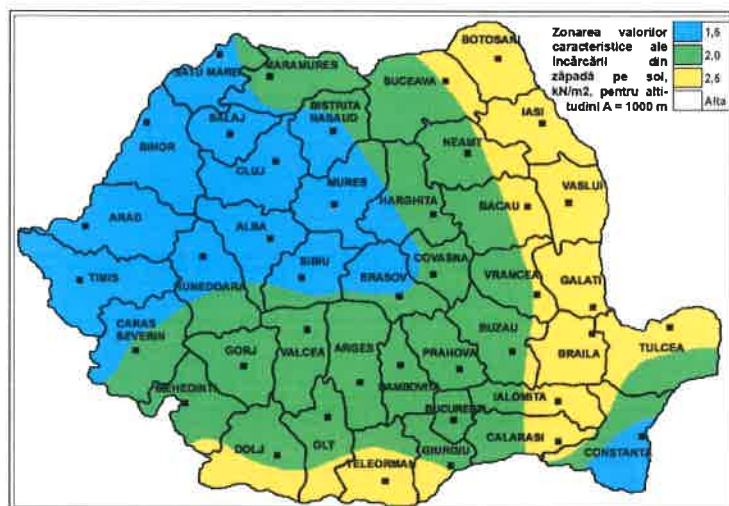 Zonarea valorilor
caracteristice ale
încărcării din
zăpadă pe sol,
kN/m2, pentru alti-
tudini A = 1000 m
1,5
2,0
2,5
Alta
BOTOSANI
SATU MARE
MARAMURES
SUCEAVA
BISTRITA
NASAUD
IASI
SALAJ
BIHOR
NEAMT
CLUJ
MURES
HARGHITA
BACAU
VASLUI
ARAD
ALBA
TIMIS
HUNEDOARA
SIBIU
BRASOV
COVASNA
VRANCEA
GALATI
CARAS
SEVERIN
GORJ
VALCEA
ARGES
PRAHOVA
BUZAU
BRAILA
TULCEA
MEHEDINTI
DAMBOVITA
BUCURESTI
IALOMITA
DOLJ
OLT
TELEORMAN
GIURGIU
CALARASI
CONSTANTA